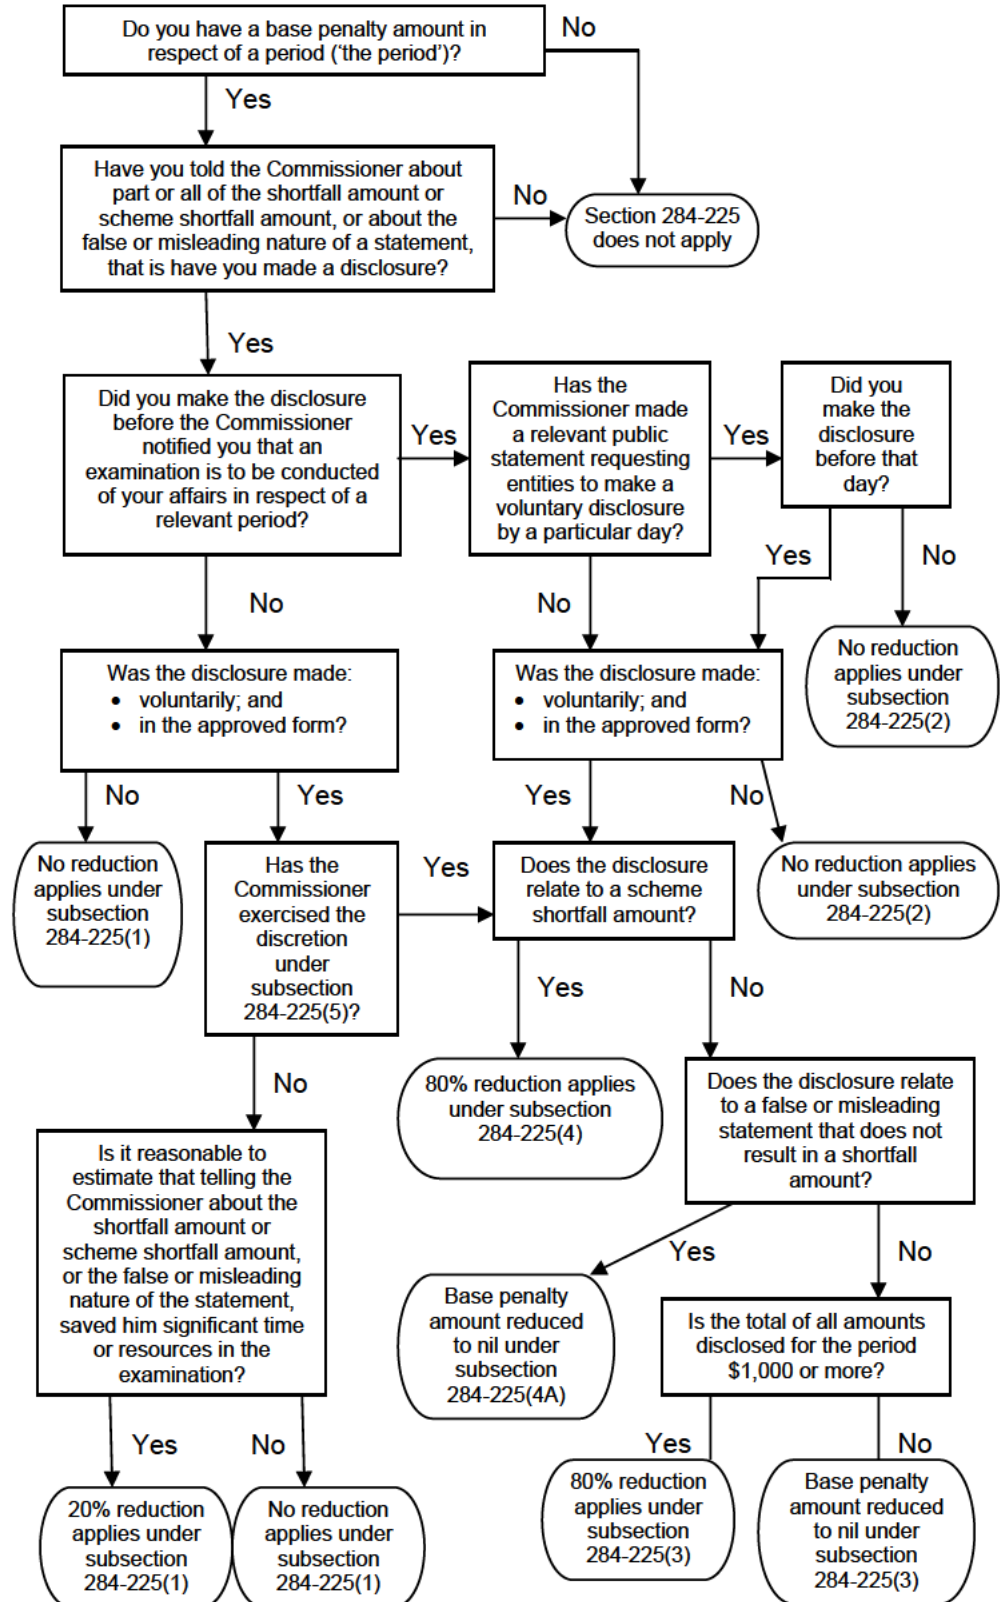 Do you have a base penalty amount in
respect of a period ('the period')?
No
Yes
Have you told the Commissioner about
part or all of the shortfall amount or
scheme shortfall amount, or about the
false or misleading nature of a statement,
that is have you made a disclosure?
No
Section 284-225
does not apply
Yes
Did you make the disclosure
before the Commissioner
notified you that an
examination is to be conducted
of your affairs in respect of a
relevant period?
Yes
Has the
Commissioner made
a relevant public
statement requesting
entities to make a
voluntary disclosure
by a particular day?
Yes
Did you
make the
disclosure
before that
day?
No
No
Yes
No
Was the disclosure made:
• voluntarily; and
• in the approved form?
Was the disclosure made:
• voluntarily; and
• in the approved form?
No reduction
applies under
subsection
284-225(2)
No
Yes
Yes
No
No reduction
applies under
subsection
284-225(1)
Has the
Commissioner
exercised the
discretion
under
subsection
284-225(5)?
Yes
Does the disclosure
relate to a scheme
shortfall amount?
No reduction applies
under subsection
284-225(2)
No
Yes
No
80% reduction applies
under subsection
284-225(4)
Does the disclosure relate
to a false or misleading
statement that does not
result in a shortfall
amount?
Is it reasonable to
estimate that telling the
Commissioner about the
shortfall amount or
scheme shortfall amount,
or the false or misleading
nature of the statement,
saved him significant time
or resources in the
examination?
Yes
No
Base penalty
amount reduced
to nil under
subsection
284-225(4A)
Is the total of all amounts
disclosed for the period
$1,000 or more?
Yes
No
Yes
No
20% reduction
applies under
subsection
284-225(1)
No reduction
applies under
subsection
284-225(1)
80% reduction
applies under
subsection
284-225(3)
Base penalty
amount reduced
to nil under
subsection
284-225(3)